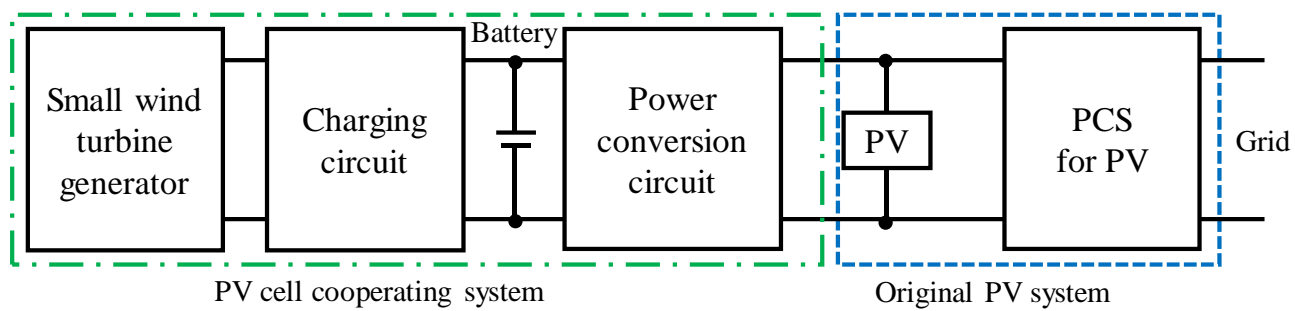 Small wind
turbine
generator
Charging
circuit
Battery
Power
conversion
circuit
PV
PCS
for PV
Grid
PV cell cooperating system
Original PV system